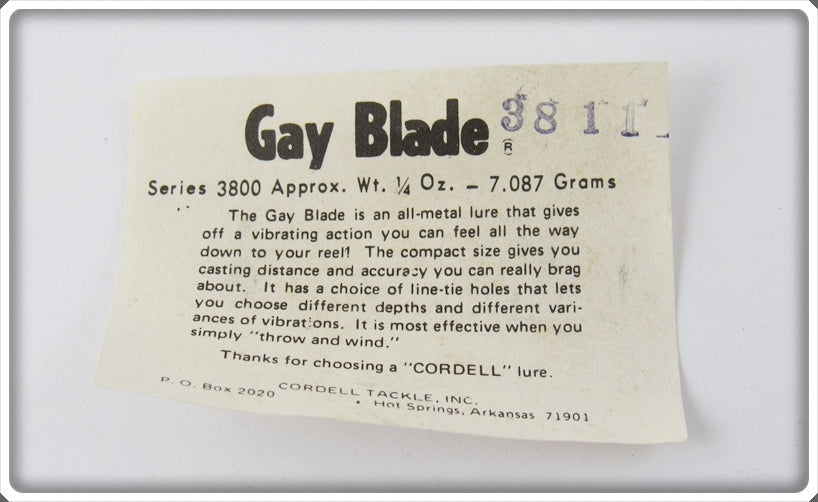 Gay Blade® 3811
Series 3800 Approx. Wt. ¼ Oz. – 7.087 Grams
The Gay Blade is an all-metal lure that gives
off a vibrating action you can feel all the way
down to your reel! The compact size gives you
casting distance and accuracy you can really brag
about. It has a choice of line-tie holes that lets
you choose different depths and different vari-
ances of vibrations. It is most effective when you
simply "throw and wind."
Thanks for choosing a "CORDELL" lure.
CORDELL TACKLE, INC.
P. O. Box 2020 • Hot Springs, Arkansas 71901